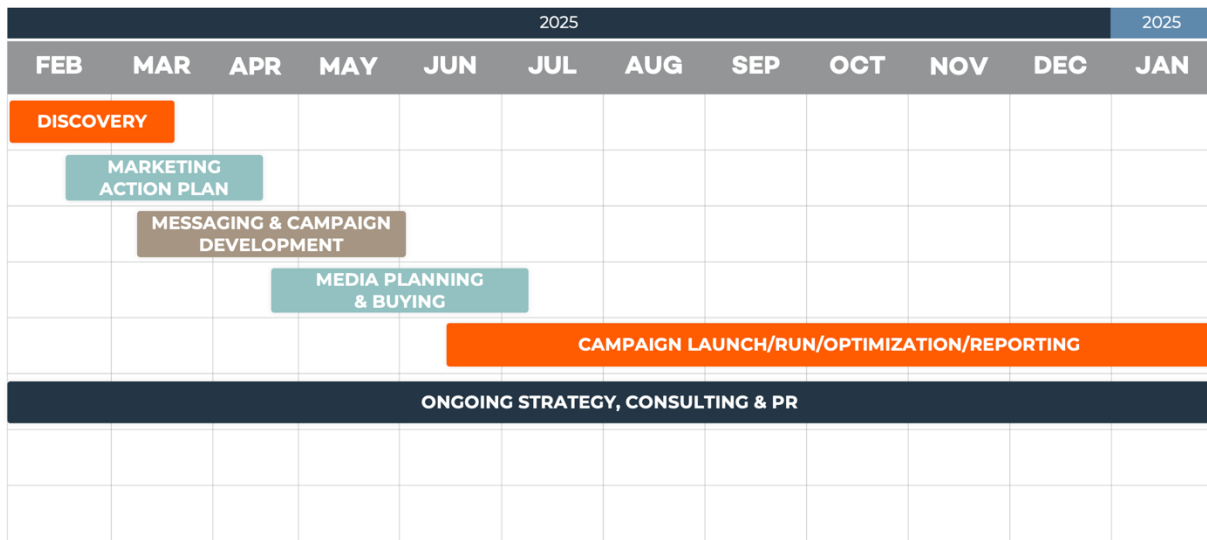 2025 2025
FEB MAR APR MAY JUN JUL AUG SEP OCT NOV DEC JAN
DISCOVERY
MARKETING
ACTION PLAN
MESSAGING & CAMPAIGN
DEVELOPMENT
MEDIA PLANNING
& BUYING
CAMPAIGN LAUNCH/RUN/OPTIMIZATION/REPORTING
ONGOING STRATEGY, CONSULTING & PR